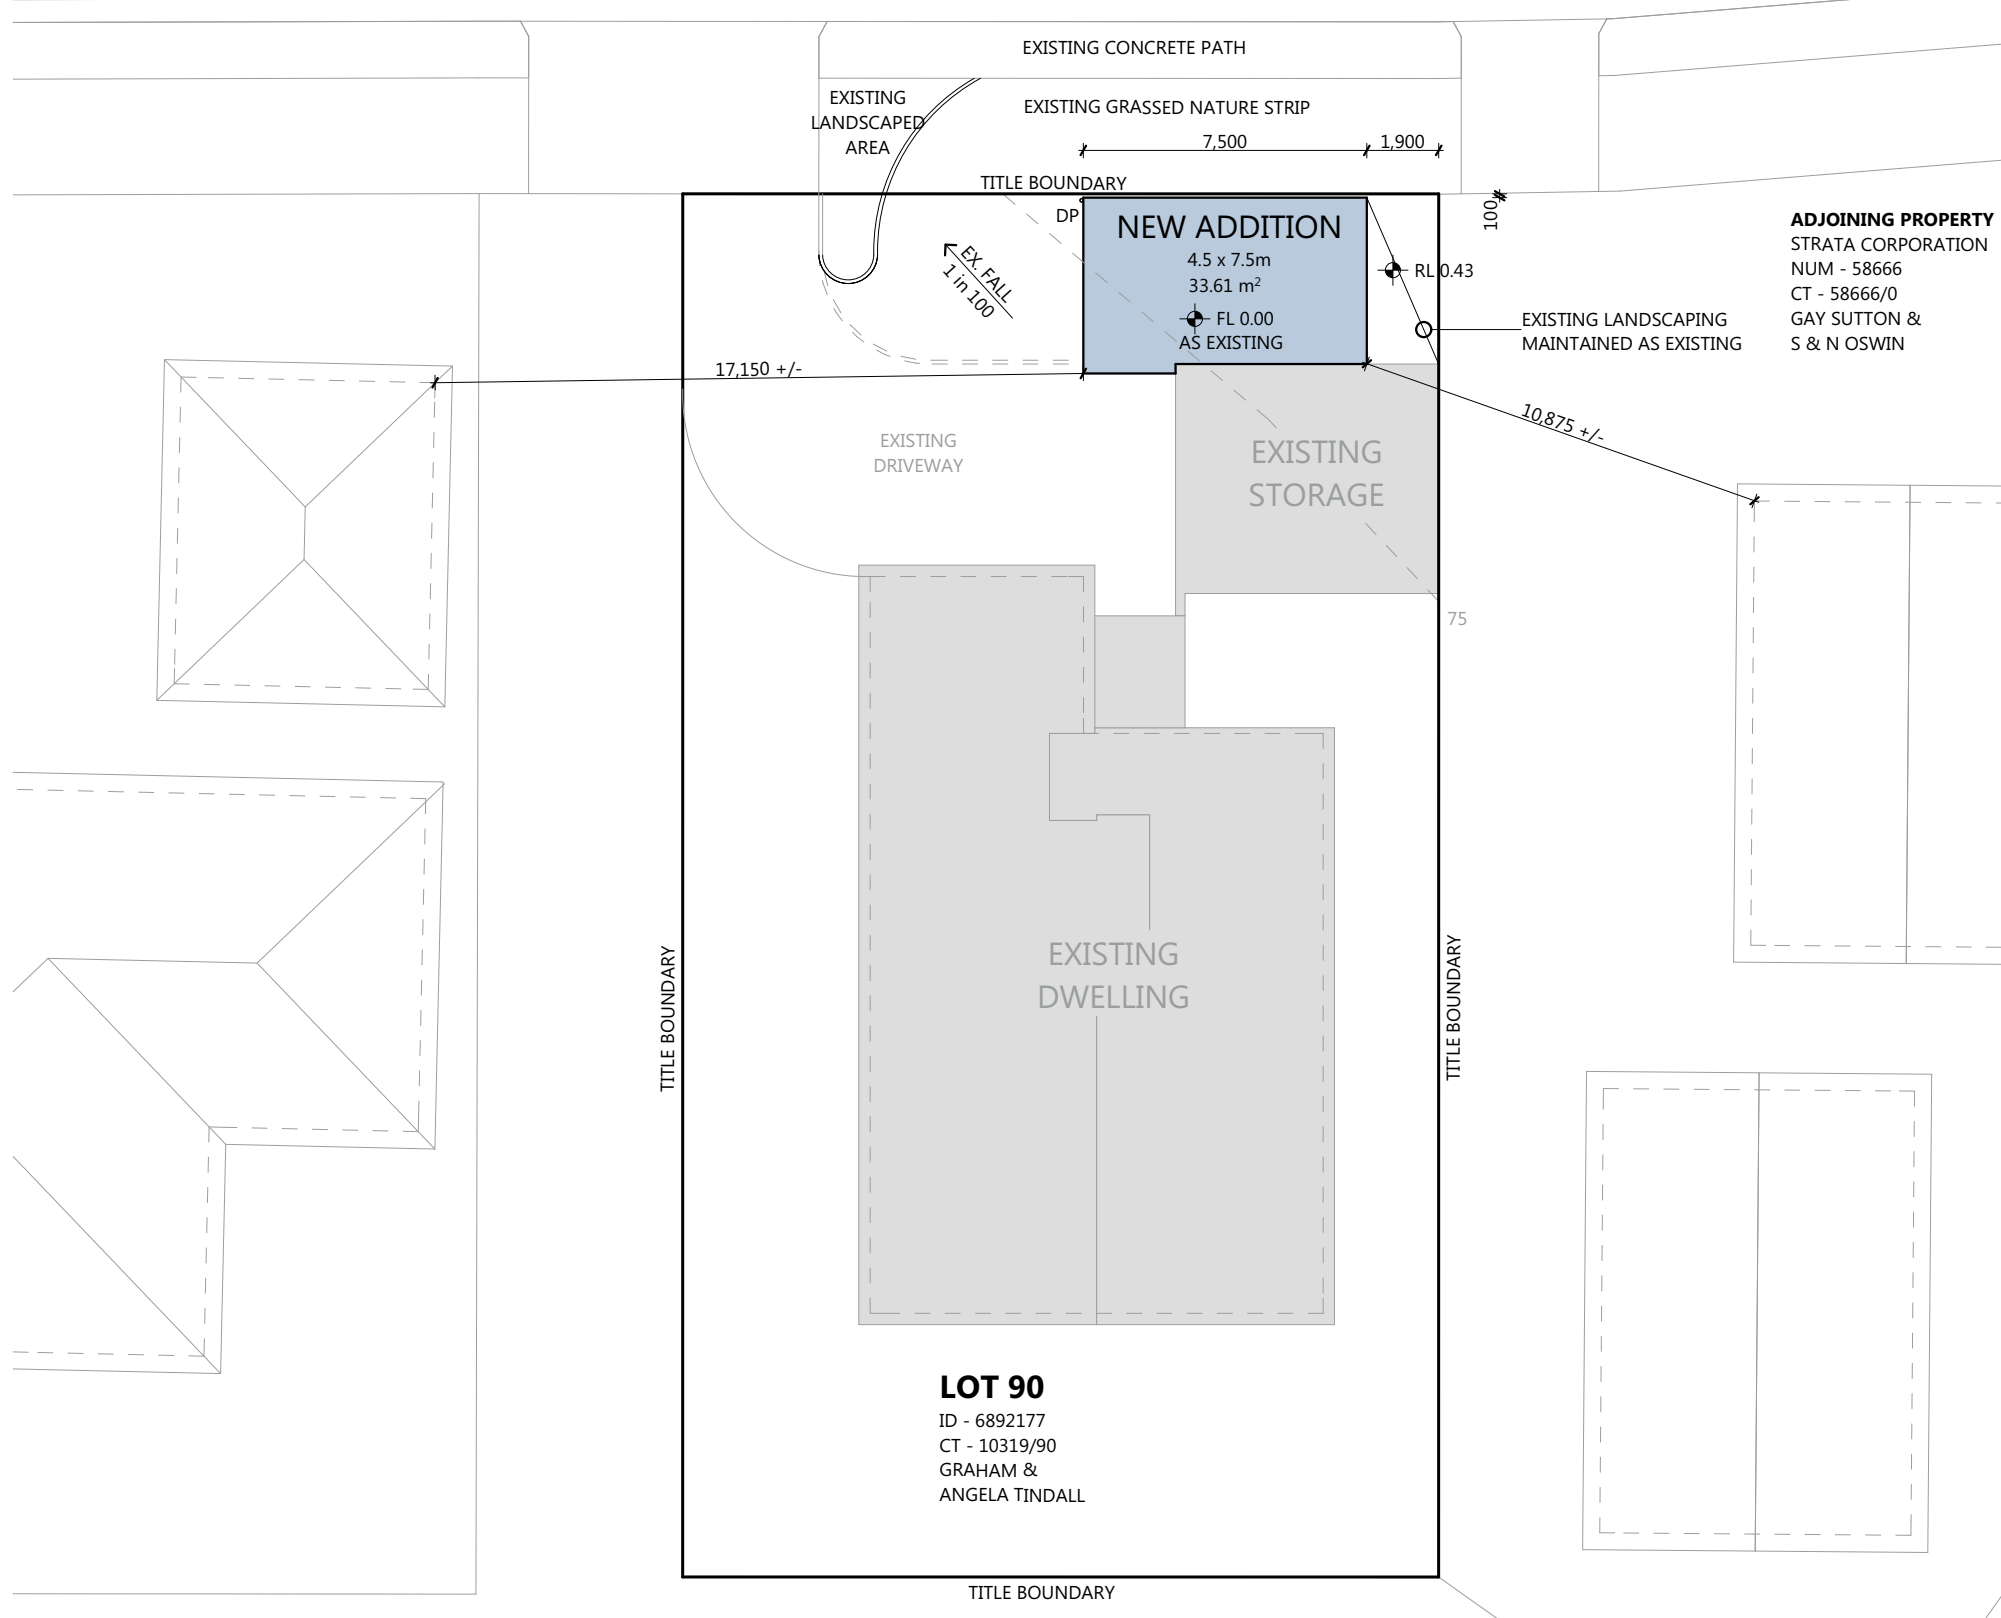 EXISTING CONCRETE PATH
EXISTING
LANDSCAPED
AREA
EXISTING GRASSED NATURE STRIP
7,500
1,900
TITLE BOUNDARY
100
DP
NEW ADDITION
4.5 x 7.5m
33.61 m²
FL 0.00
AS EXISTING
EX. FALL
1 in 100
RL 0.43
ADJOINING PROPERTY
STRATA CORPORATION
NUM - 58666
CT - 58666/0
GAY SUTTON &
S & N OSWIN
EXISTING LANDSCAPING
MAINTAINED AS EXISTING
17,150 +/-
10,875 +/-
EXISTING
DRIVEWAY
EXISTING
STORAGE
75
TITLE BOUNDARY
EXISTING
DWELLING
TITLE BOUNDARY
LOT 90
ID - 6892177
CT - 10319/90
GRAHAM &
ANGELA TINDALL
TITLE BOUNDARY